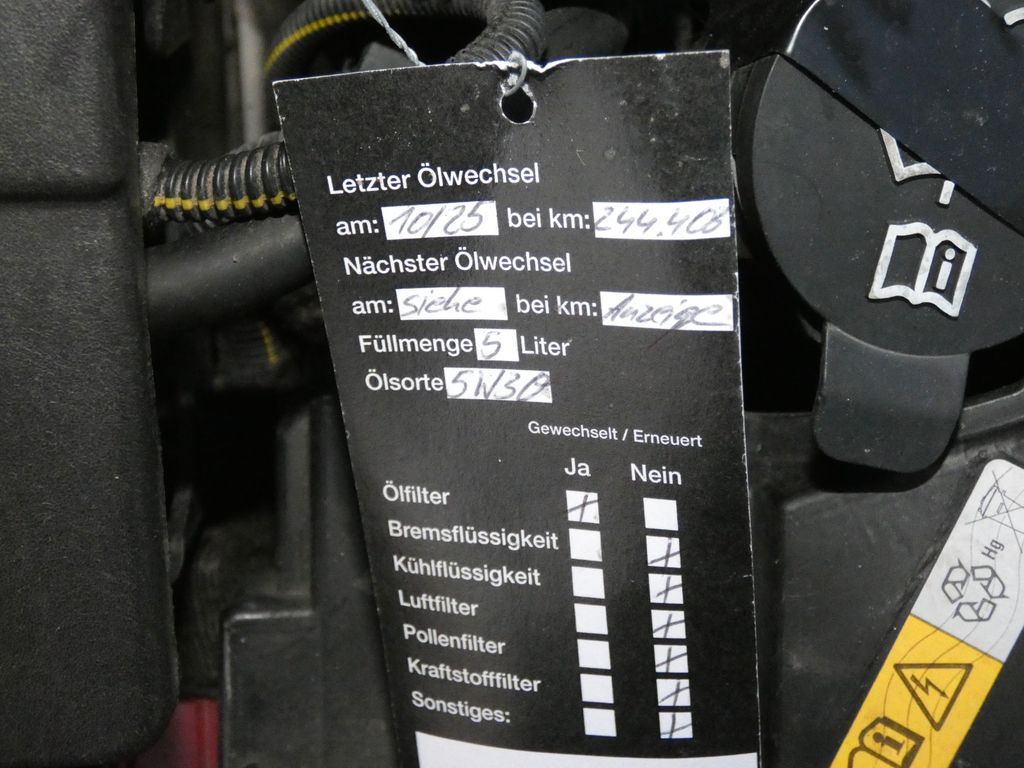 Letzter Ölwechsel
am: 10/25 bei km: 244.406
Nächster Ölwechsel
am: siehe bei km: Anzeige
Füllmenge 5 Liter
Ölsorte 5W30
Gewechselt / Erneuert
Ja Nein
Ölfilter
Bremsflüssigkeit
Kühlflüssigkeit
Luftfilter
Pollenfilter
Kraftstofffilter
Sonstiges:
Hg